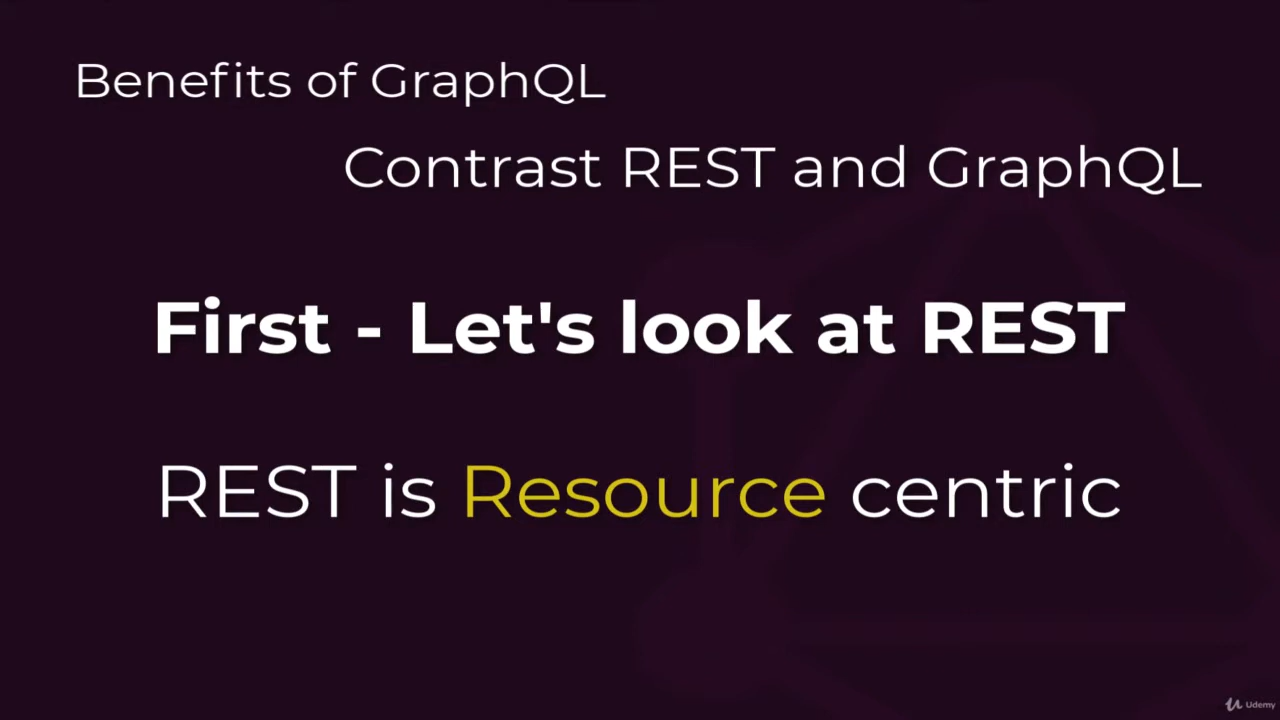 Benefits of GraphQL
Contrast REST and GraphQL
First - Let's look at REST
REST is Resource centric
Udemy